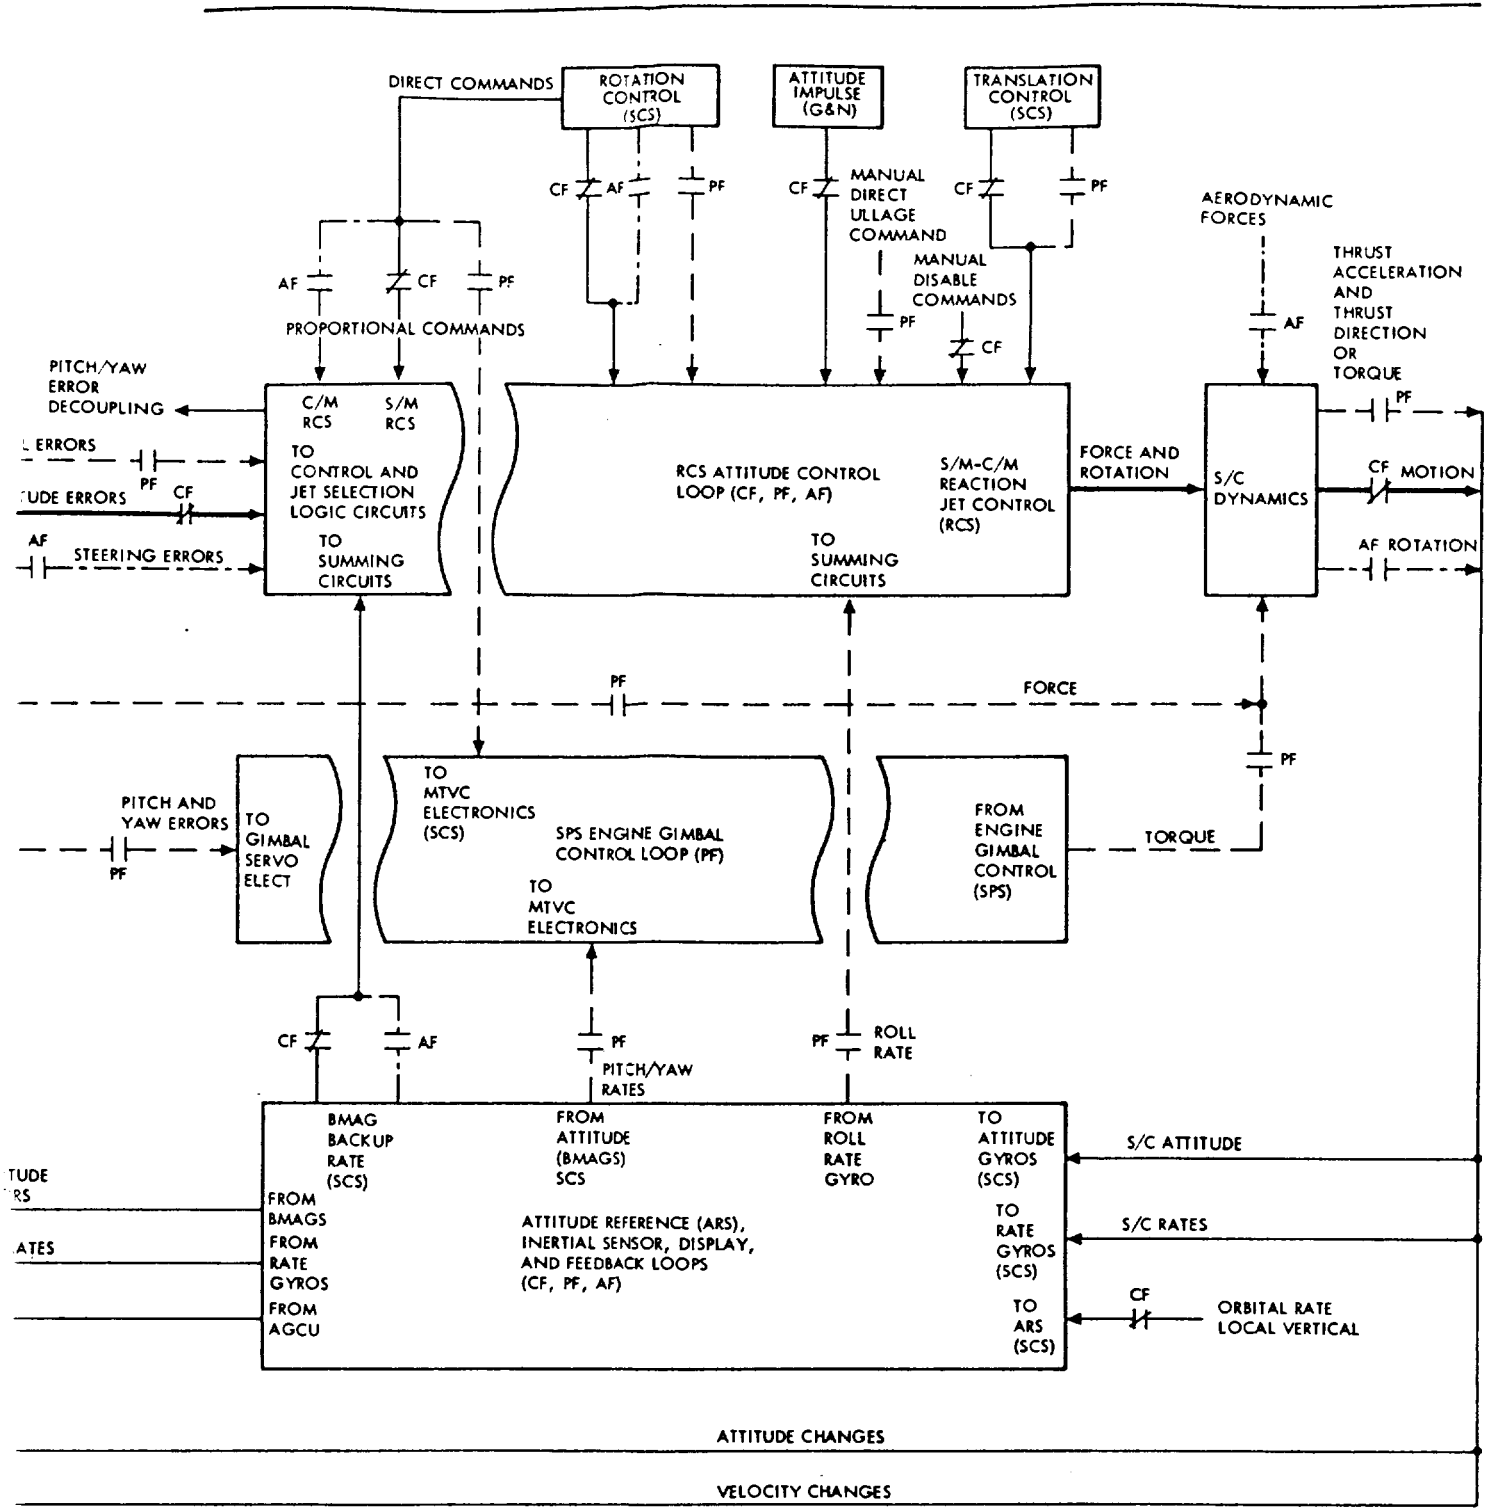 DIRECT COMMANDS
ROTATION
CONTROL
(SCS)
ATTITUDE
IMPULSE
(G&N)
TRANSLATION
CONTROL
(SCS)
CF
AF
PF
CF
MANUAL
DIRECT
ULLAGE
COMMAND
CF
PF
AERODYNAMIC
FORCES
MANUAL
DISABLE
COMMANDS
THRUST
ACCELERATION
AND
THRUST
DIRECTION
OR
TORQUE
AF
CF
PF
PF
CF
AF
PROPORTIONAL COMMANDS
PITCH/YAW
ERROR
DECOUPLING
C/M
RCS
S/M
RCS
PF
L ERRORS
PF
TO
CONTROL AND
JET SELECTION
LOGIC CIRCUITS
RCS ATTITUDE CONTROL
LOOP (CF, PF, AF)
S/M-C/M
REACTION
JET CONTROL
(RCS)
FORCE AND
ROTATION
S/C
DYNAMICS
CF
MOTION
TUDE ERRORS
CF
AF
STEERING ERRORS
TO
SUMMING
CIRCUITS
TO
SUMMING
CIRCUITS
AF ROTATION
PF
FORCE
PF
PITCH AND
YAW ERRORS
PF
TO
GIMBAL
SERVO
ELECT
TO
MTVC
ELECTRONICS
(SCS)
SPS ENGINE GIMBAL
CONTROL LOOP (PF)
TO
MTVC
ELECTRONICS
FROM
ENGINE
GIMBAL
CONTROL
(SPS)
TORQUE
CF
AF
PF
PITCH/YAW
RATES
PF
ROLL
RATE
BMAG
BACKUP
RATE
(SCS)
FROM
ATTITUDE
(BMAGS)
SCS
FROM
ROLL
RATE
GYRO
TO
ATTITUDE
GYROS
(SCS)
S/C ATTITUDE
TUDE
RS
FROM
BMAGS
ATES
FROM
RATE
GYROS
FROM
AGCU
ATTITUDE REFERENCE (ARS),
INERTIAL SENSOR, DISPLAY,
AND FEEDBACK LOOPS
(CF, PF, AF)
TO
RATE
GYROS
(SCS)
S/C RATES
TO
ARS
(SCS)
CF
ORBITAL RATE
LOCAL VERTICAL
ATTITUDE CHANGES
VELOCITY CHANGES